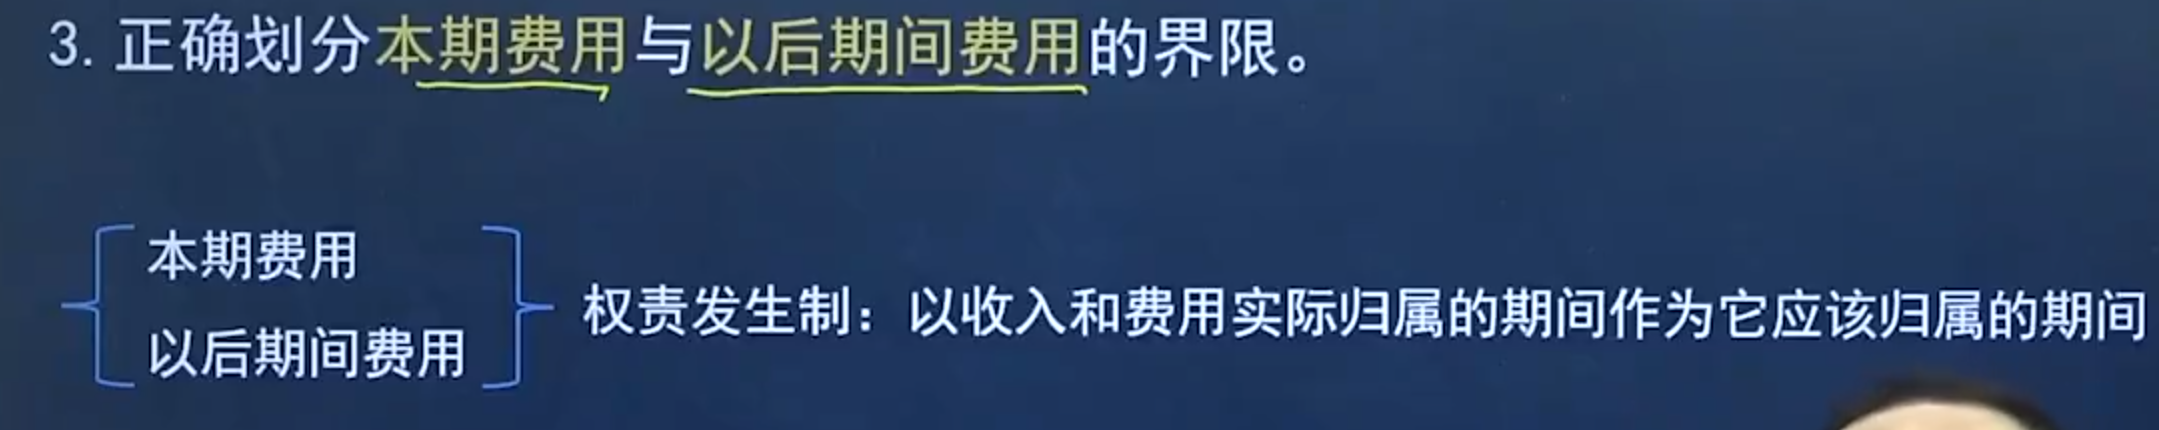 3. 正确划分本期费用与以后期间费用的界限。
本期费用
以后期间费用
权责发生制：以收入和费用实际归属的期间作为它应该归属的期间